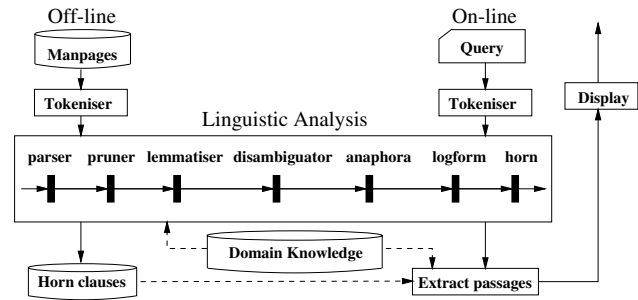 Off-line
On-line
Manpages
Query
Tokeniser
Tokeniser
Display
Linguistic Analysis
parser pruner lemmatiser disambiguator anaphora logform horn
Domain Knowledge
Horn clauses
Extract passages